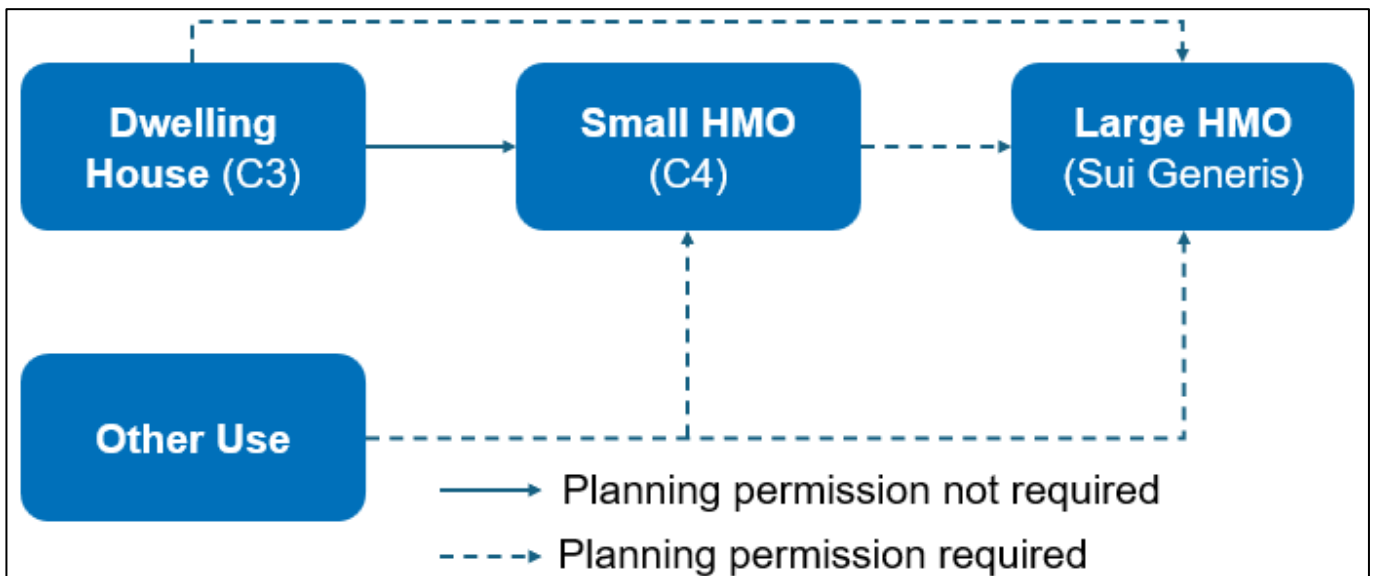 Dwelling
House (C3)
Small HMO
(C4)
Large HMO
(Sui Generis)
Other Use
Planning permission not required
Planning permission required